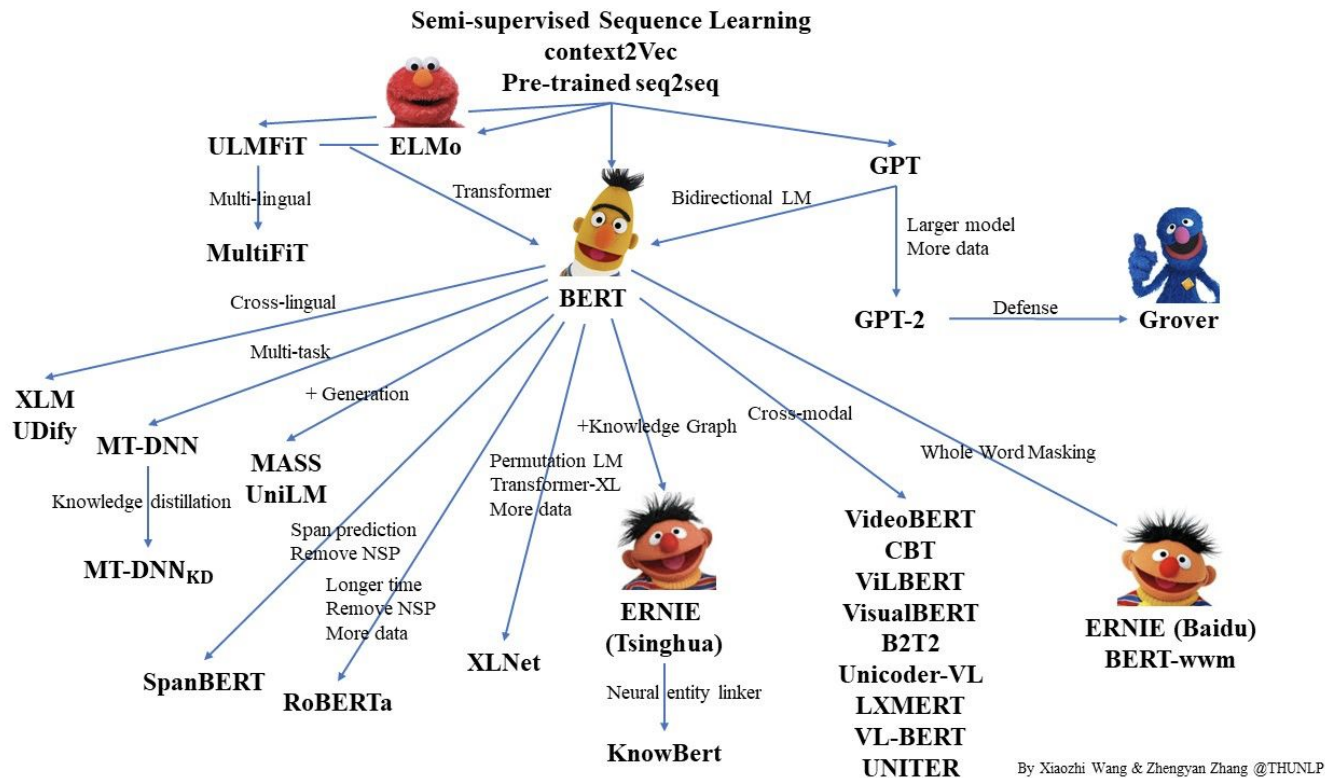 Semi-supervised Sequence Learning
context2Vec
Pre-trained seq2seq
ULMFiT
ELMo
GPT
Multi-lingual
Transformer
Bidirectional LM
Larger model
More data
MultiFiT
BERT
GPT-2
Defense
Grover
Cross-lingual
Multi-task
+ Generation
XLM
UDify
MT-DNN
MASS
UniLM
Knowledge distillation
MT-DNNKD
Span prediction
Remove NSP
Longer time
Remove NSP
More data
Permutation LM
Transformer-XL
More data
+Knowledge Graph
Cross-modal
Whole Word Masking
SpanBERT
RoBERTa
XLNet
ERNIE
(Tsinghua)
Neural entity linker
KnowBert
VideoBERT
CBT
ViLBERT
VisualBERT
B2T2
Unicoder-VL
LXMERT
VL-BERT
UNITER
ERNIE (Baidu)
BERT-wwm
By Xiaozhi Wang & Zhengyan Zhang @THUNLP